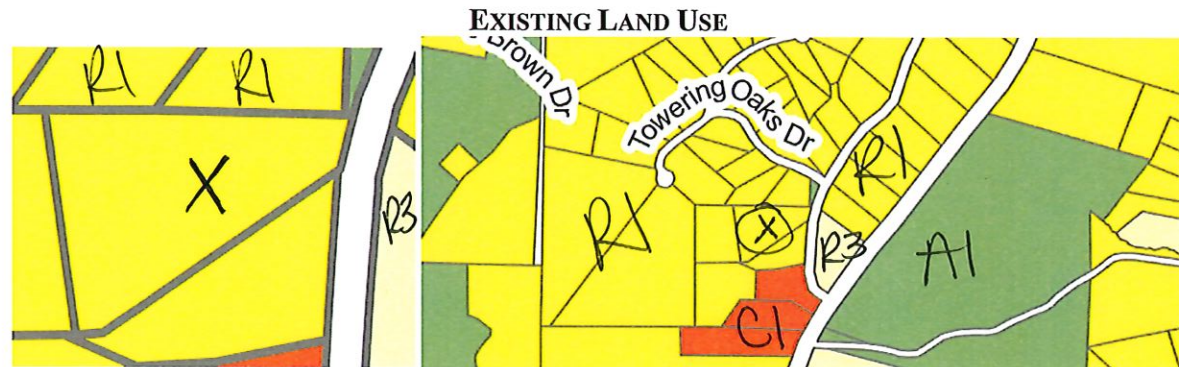 EXISTING LAND USE
R1
R1
X
R3
Brown Dr
Towering Oaks Dr
R1
R1
X
R3
A1
C1